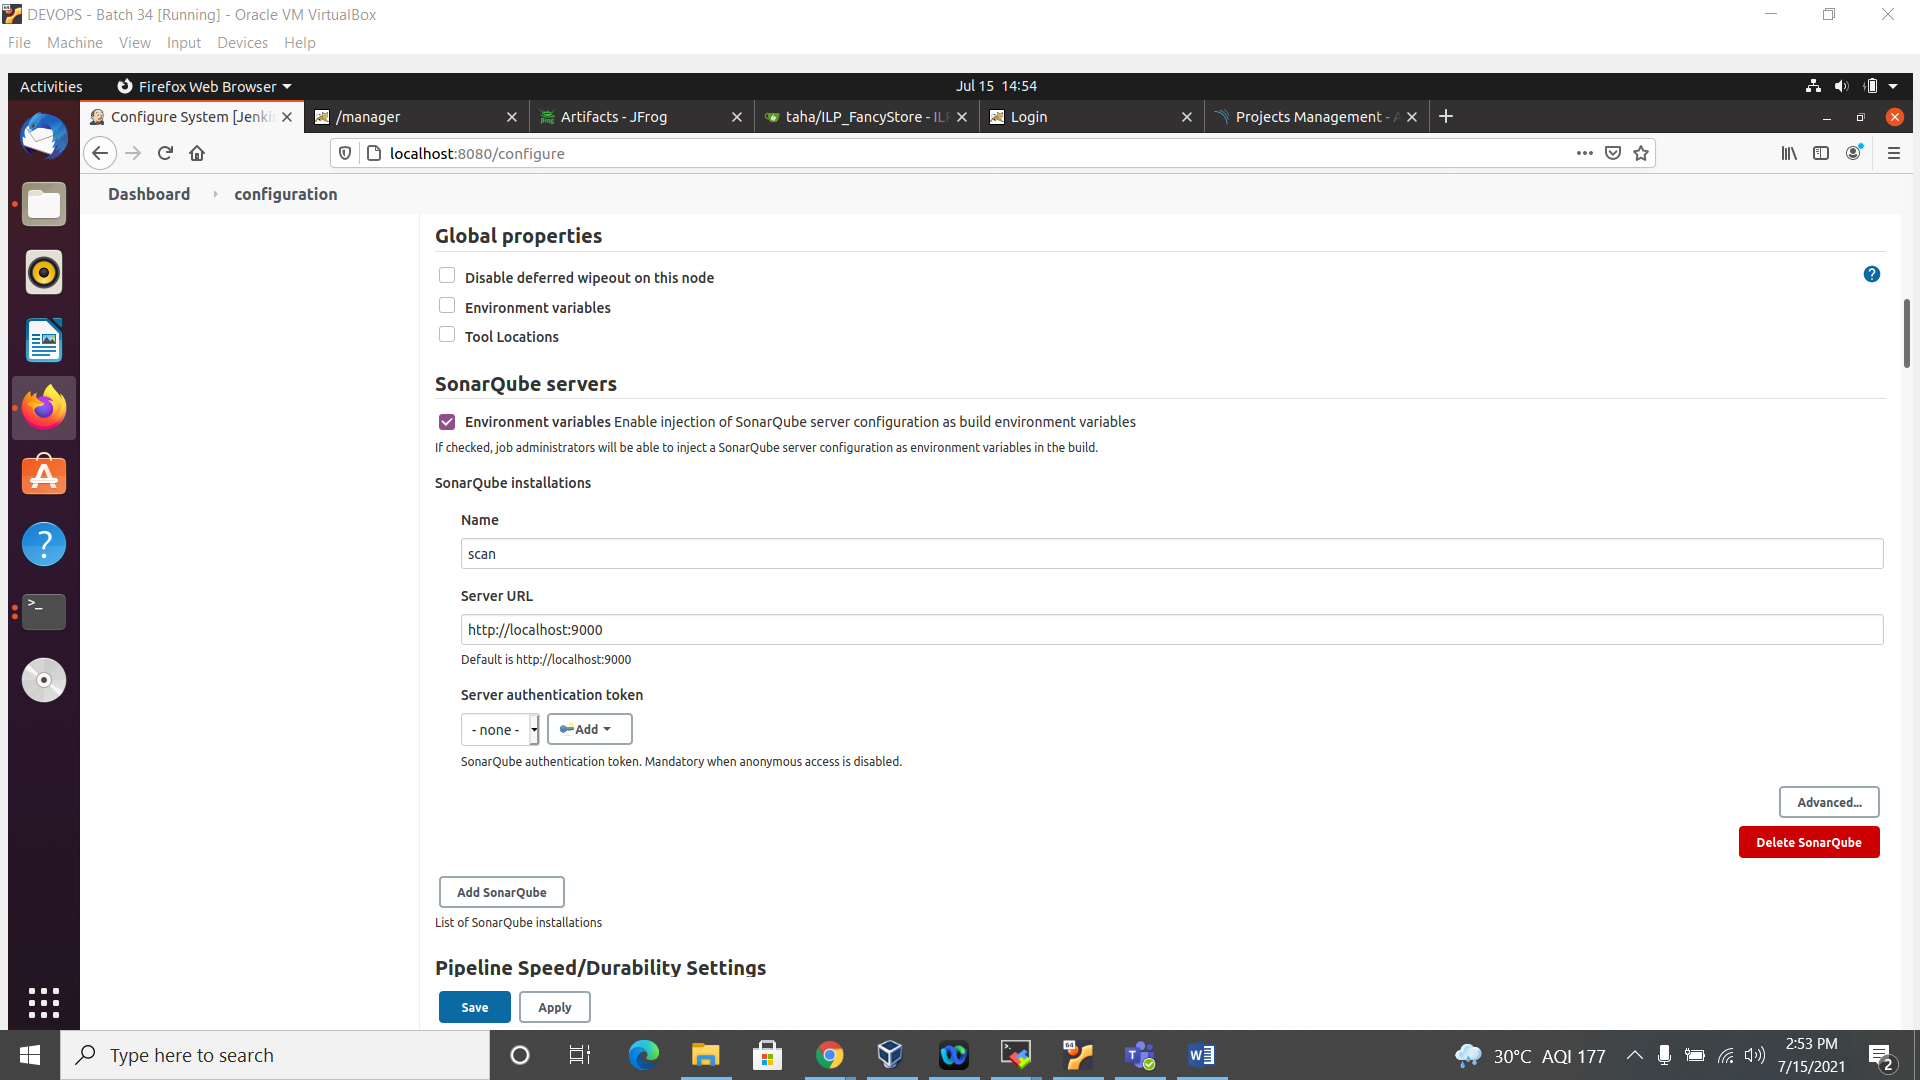 DEVOPS - Batch 34 [Running] - Oracle VM VirtualBox
File Machine View Input Devices Help
Activities Firefox Web Browser Jul 15 14:54
Configure System [Jenki /manager Artifacts - JFrog taha/ILP_FancyStore - ILF Login Projects Management - A
localhost:8080/configure
Dashboard configuration
Global properties
Disable deferred wipeout on this node
?
Environment variables
Tool Locations
SonarQube servers
Environment variables Enable injection of SonarQube server configuration as build environment variables
If checked, job administrators will be able to inject a SonarQube server configuration as environment variables in the build.
SonarQube installations
Name
scan
Server URL
http://localhost:9000
Default is http://localhost:9000
Server authentication token
- none - Add
SonarQube authentication token. Mandatory when anonymous access is disabled.
Advanced...
Delete SonarQube
Add SonarQube
List of SonarQube installations
Pipeline Speed/Durability Settings
Save Apply
Type here to search
30°C AQI 177
2:53 PM
7/15/2021
2